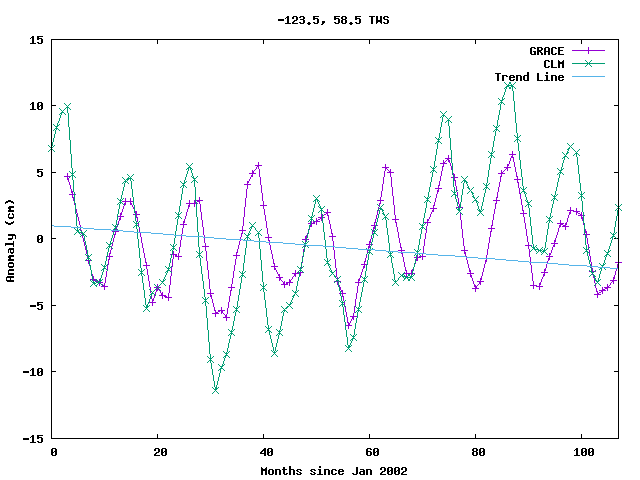 -123.5, 58.5 TWS
GRACE
CLM
Trend Line
15
10
5
0
-5
-10
-15
Anomaly (cm)
0 20 40 60 80 100
Months since Jan 2002